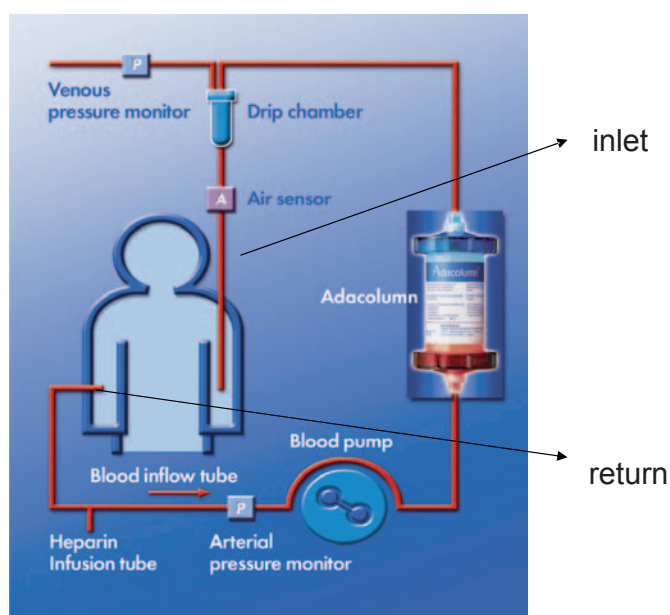 P
Venous
pressure monitor
Drip chamber
inlet
A
Air sensor
Adacolumn
Adacolumn
Blood pump
Blood inflow tube
return
P
Heparin
Infusion tube
Arterial
pressure monitor